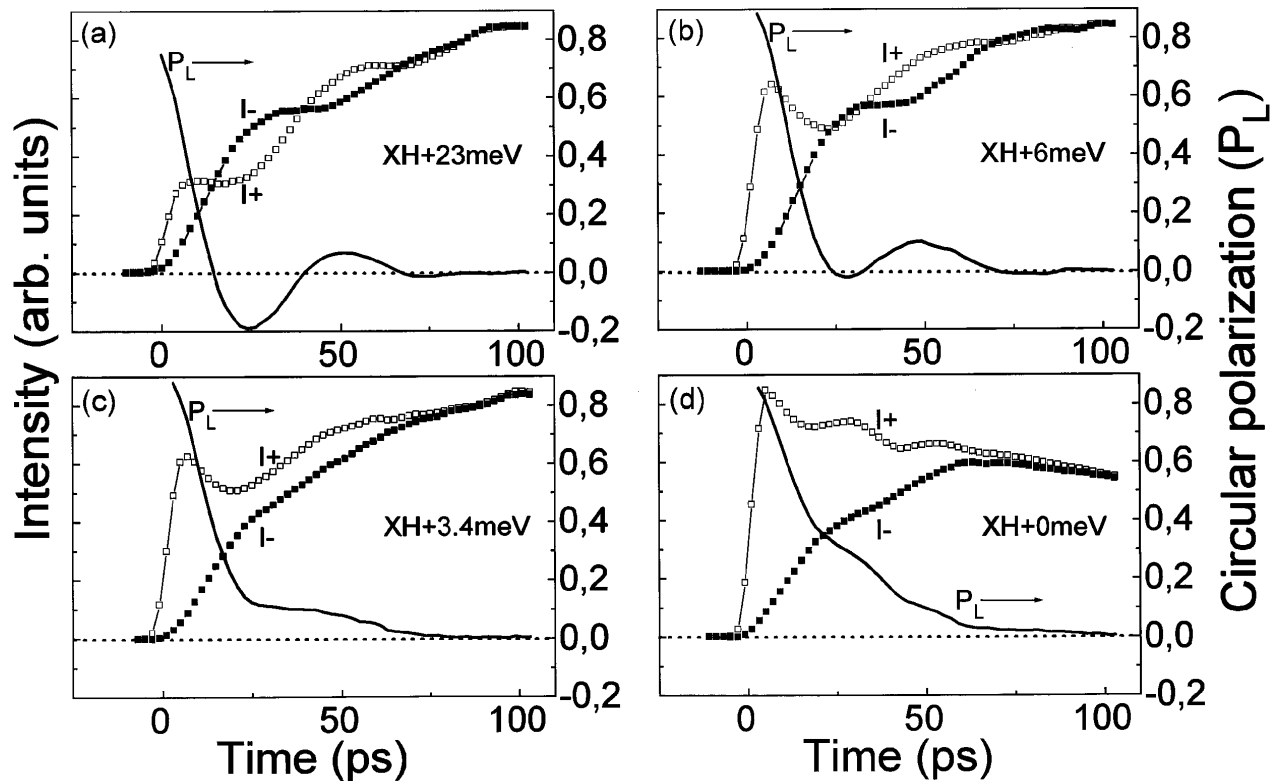 Intensity (arb. units)
Circular polarization (P_L)
(a)
P_L
I-
I+
XH+23meV
0,8
0,6
0,4
0,2
0,0
-0,2
0 50 100
(b)
P_L
I+
I-
XH+6meV
0,8
0,6
0,4
0,2
0,0
-0,2
0 50 100
(c)
P_L
I+
I-
XH+3.4meV
0,8
0,6
0,4
0,2
0,0
-0,2
0 50 100
Time (ps)
(d)
I+
I-
XH+0meV
P_L
0,8
0,6
0,4
0,2
0,0
-0,2
0 50 100
Time (ps)